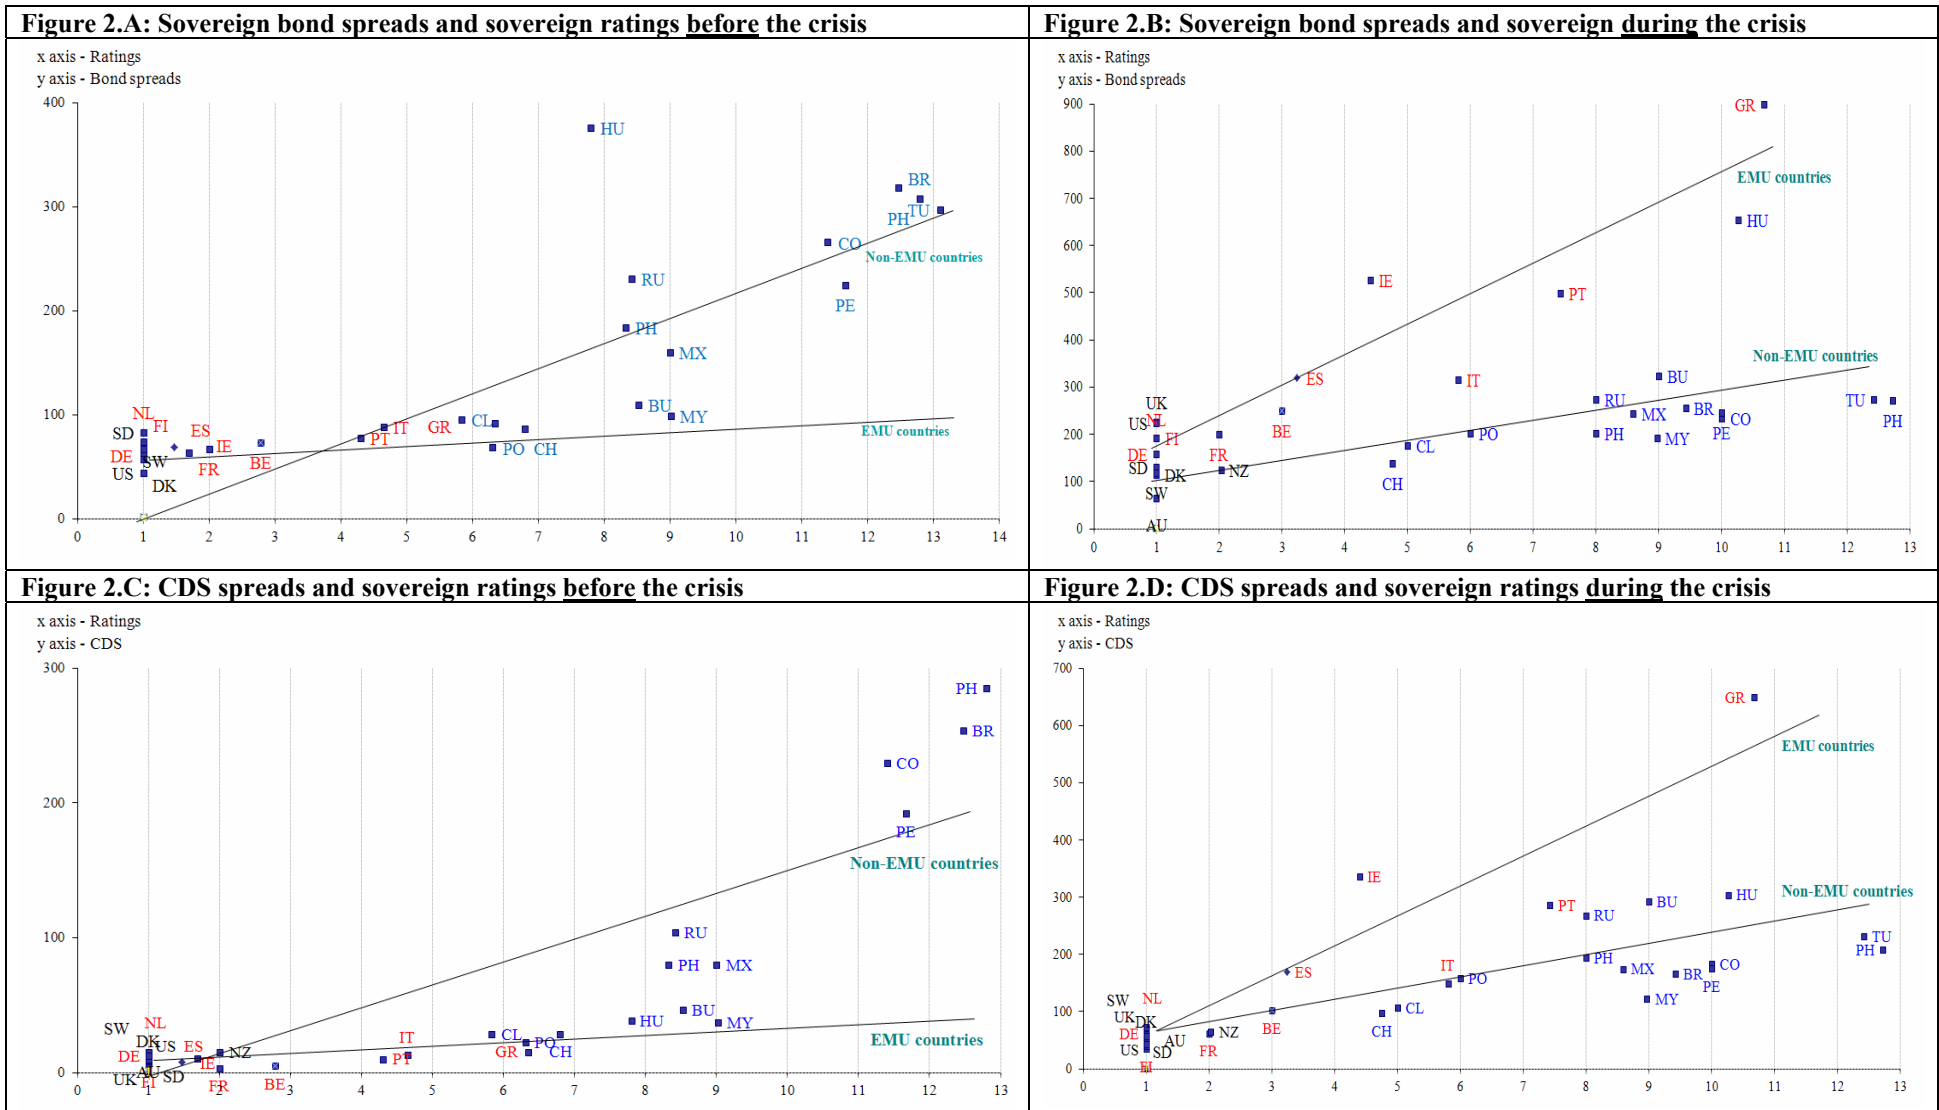 Figure 2.A: Sovereign bond spreads and sovereign ratings before the crisis
x axis - Ratings
y axis - Bond spreads
400
HU
BR
300
PH
TU
CO
Non-EMU countries
RU
PE
200
PH
MX
BU
MY
100
NL
FI
SD
ES
IE
IT
PT
GR
CL
EMU countries
DE
SW
FR
BE
PO
CH
US
DK
0
0 1 2 3 4 5 6 7 8 9 10 11 12 13 14
Figure 2.B: Sovereign bond spreads and sovereign during the crisis
x axis - Ratings
y axis - Bond spreads
900
GR
800
EMU countries
700
HU
600
500
IE
PT
400
Non-EMU countries
ES
IT
BU
300
UK
US
NL
RU
MX
BR
CO
TU
PH
BE
FI
PO
PH
MY
PE
200
DE
FR
CL
SD
DK
NZ
CH
100
SW
AU
0
0 1 2 3 4 5 6 7 8 9 10 11 12 13
Figure 2.C: CDS spreads and sovereign ratings before the crisis
x axis - Ratings
y axis - CDS
300
PH
BR
CO
200
PE
Non-EMU countries
RU
100
PH
MX
BU
HU
MY
SW
NL
IT
CL
PO
EMU countries
DK
US
ES
NZ
GR
CH
DE
IE
PT
AU
UK
FI
SD
FR
BE
0
0 1 2 3 4 5 6 7 8 9 10 11 12 13
Figure 2.D: CDS spreads and sovereign ratings during the crisis
x axis - Ratings
y axis - CDS
700
GR
600
EMU countries
500
400
IE
Non-EMU countries
300
PT
RU
BU
HU
TU
PH
200
ES
IT
PO
PH
MX
BR
CO
PE
MY
100
SW
NL
UK
DK
BE
CL
CH
DE
AU
NZ
US
SD
FR
FI
0
0 1 2 3 4 5 6 7 8 9 10 11 12 13